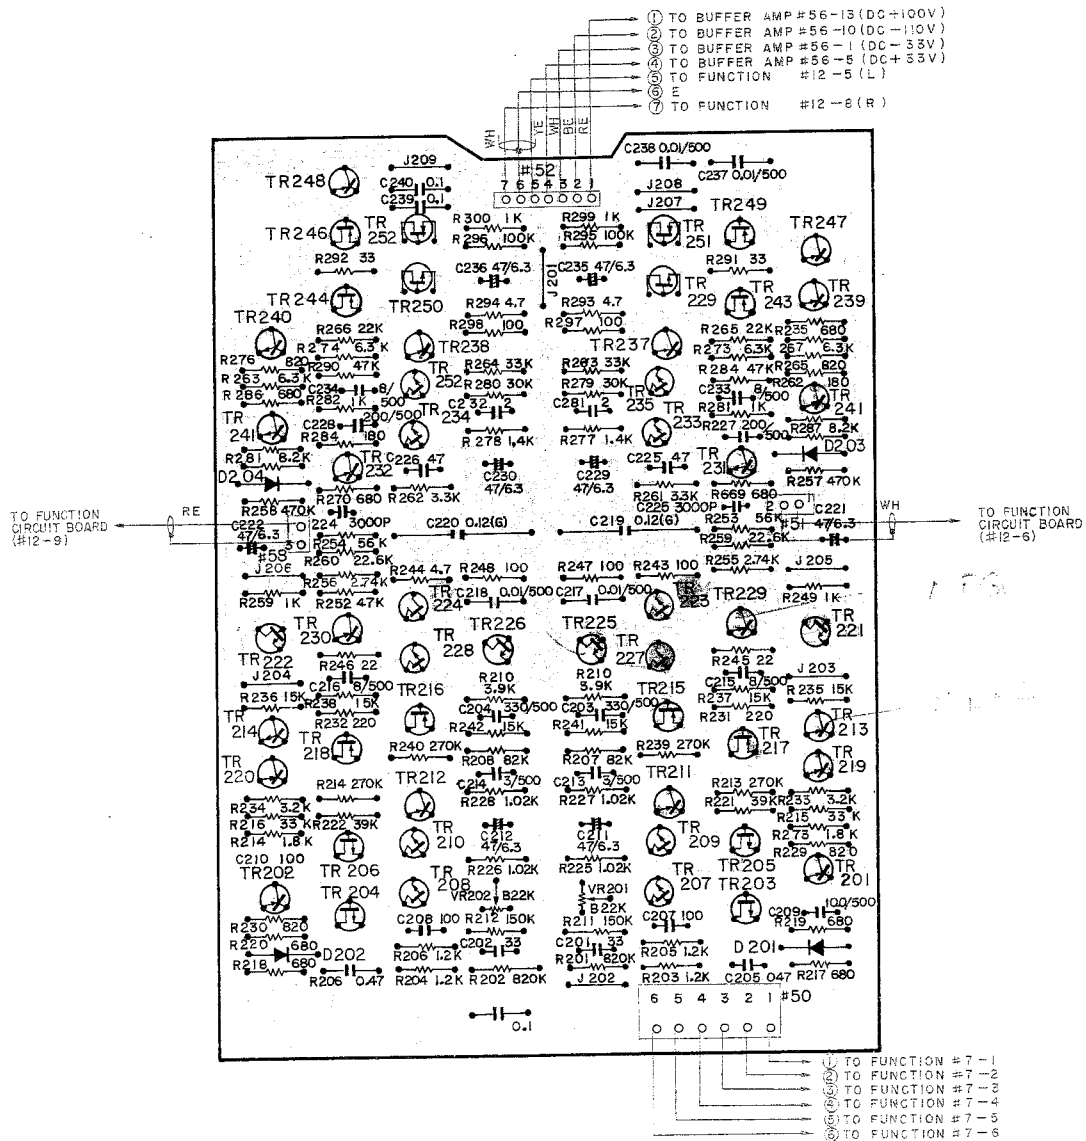 ① TO BUFFER AMP #56-13 (DC+100V)
② TO BUFFER AMP #56-10 (DC-110V)
③ TO BUFFER AMP #56-1 (DC-33V)
④ TO BUFFER AMP #56-5 (DC+33V)
⑤ TO FUNCTION #12-5 (L)
⑥ E
⑦ TO FUNCTION #12-8 (R)
WH YE WH BE RE
#52
7 6 5 4 3 2 1
J209
C238 0.01/500
C237 0.01/500
TR248
C240 0.1
C239 0.1
J208
J207
TR246
TR 252
R300 1K
R296 100K
R299 1K
R295 100K
TR 251
TR249
TR247
R292 33
C236 47/6.3
J201
C235 47/6.3
R291 33
TR244
TR250
TR 229
TR 243
TR 239
R294 4.7
R298 100
R293 4.7
R297 100
TR240
R266 22K
R274 6.3K
R290 47K
TR238
TR237
R265 22K
R273 6.3K
R284 47K
R235 680
267 6.3K
R265 820
R262 180
R276 820
R263 6.3K
R286 680
C234 8/500
R282 1K
TR 252
R264 33K
R280 30K
R283 33K
R279 30K
TR 235
C233 8/500
R281 1K
TR 241
TR 241
C228 200/500
R284 180
TR 234
C232 2
C281 2
TR 233
R227 200/500
R287 8.2K
R278 1.4K
R277 1.4K
D203
R281 8.2K
TR 232
C226 47
C230 47/6.3
C229 47/6.3
C225 47
TR 231
R257 470K
D204
R270 680
R262 3.3K
R261 33K
R669 680
R258 470K
224 3000P
C225 3000P
2 11
#51
TO FUNCTION CIRCUIT BOARD (#12-9)
RE
C222 47/6.3
#53
3
R254 56K
R260 22.6K
C220 0.12(G)
C219 0.12(G)
R253 56K
R259 22.6K
C221 47/6.3
WH
TO FUNCTION CIRCUIT BOARD (#12-6)
J206
R256 2.74K
R244 4.7
R248 100
R247 100
R243 100
R255 2.74K
J205
R259 1K
R252 47K
TR 224
C218 0.01/500
C217 0.01/500
TR 223
TR229
R249 1K
TR 222
TR 230
TR 228
TR226
TR225
TR 227
TR 221
J204
R246 22
R245 22
J203
R236 15K
C216 8/500
R238 15K
R232 220
TR216
R210 3.9K
R210 3.9K
TR215
C215 8/500
R237 15K
R231 220
R235 15K
TR 214
TR 218
C204 330/500
R242 15K
C203 330/500
R241 15K
TR 217
TR 213
TR 220
R240 270K
R208 82K
R207 82K
R239 270K
TR 219
R214 270K
TR212
C214 3/500
R228 1.02K
C213 3/500
R227 1.02K
TR211
R213 270K
R221 39K
R234 3.2K
R216 33K
R214 1.8K
R222 39K
R233 3.2K
R215 33K
R273 1.8K
R229 820
C210 100
TR 206
TR 210
C212 47/6.3
R226 1.02K
C211 47/6.3
R225 1.02K
TR 209
TR205
TR 201
TR202
TR 204
TR 208
VR202 B22K
VR201 B22K
TR 207
TR203
100/500
C209
R230 820
R220 680
R218 680
C208 100
R212 150K
R211 150K
C207 100
R219 680
D202
R206 1.2K
C202 33
C201 33
R201 820K
R205 1.2K
D201
R206 0.47
R204 1.2K
R202 820K
J202
R203 1.2K
C205 .047
R217 680
0.1
6 5 4 3 2 1
#50
① TO FUNCTION #7-1
② TO FUNCTION #7-2
③ TO FUNCTION #7-3
④ TO FUNCTION #7-4
⑤ TO FUNCTION #7-5
⑥ TO FUNCTION #7-6